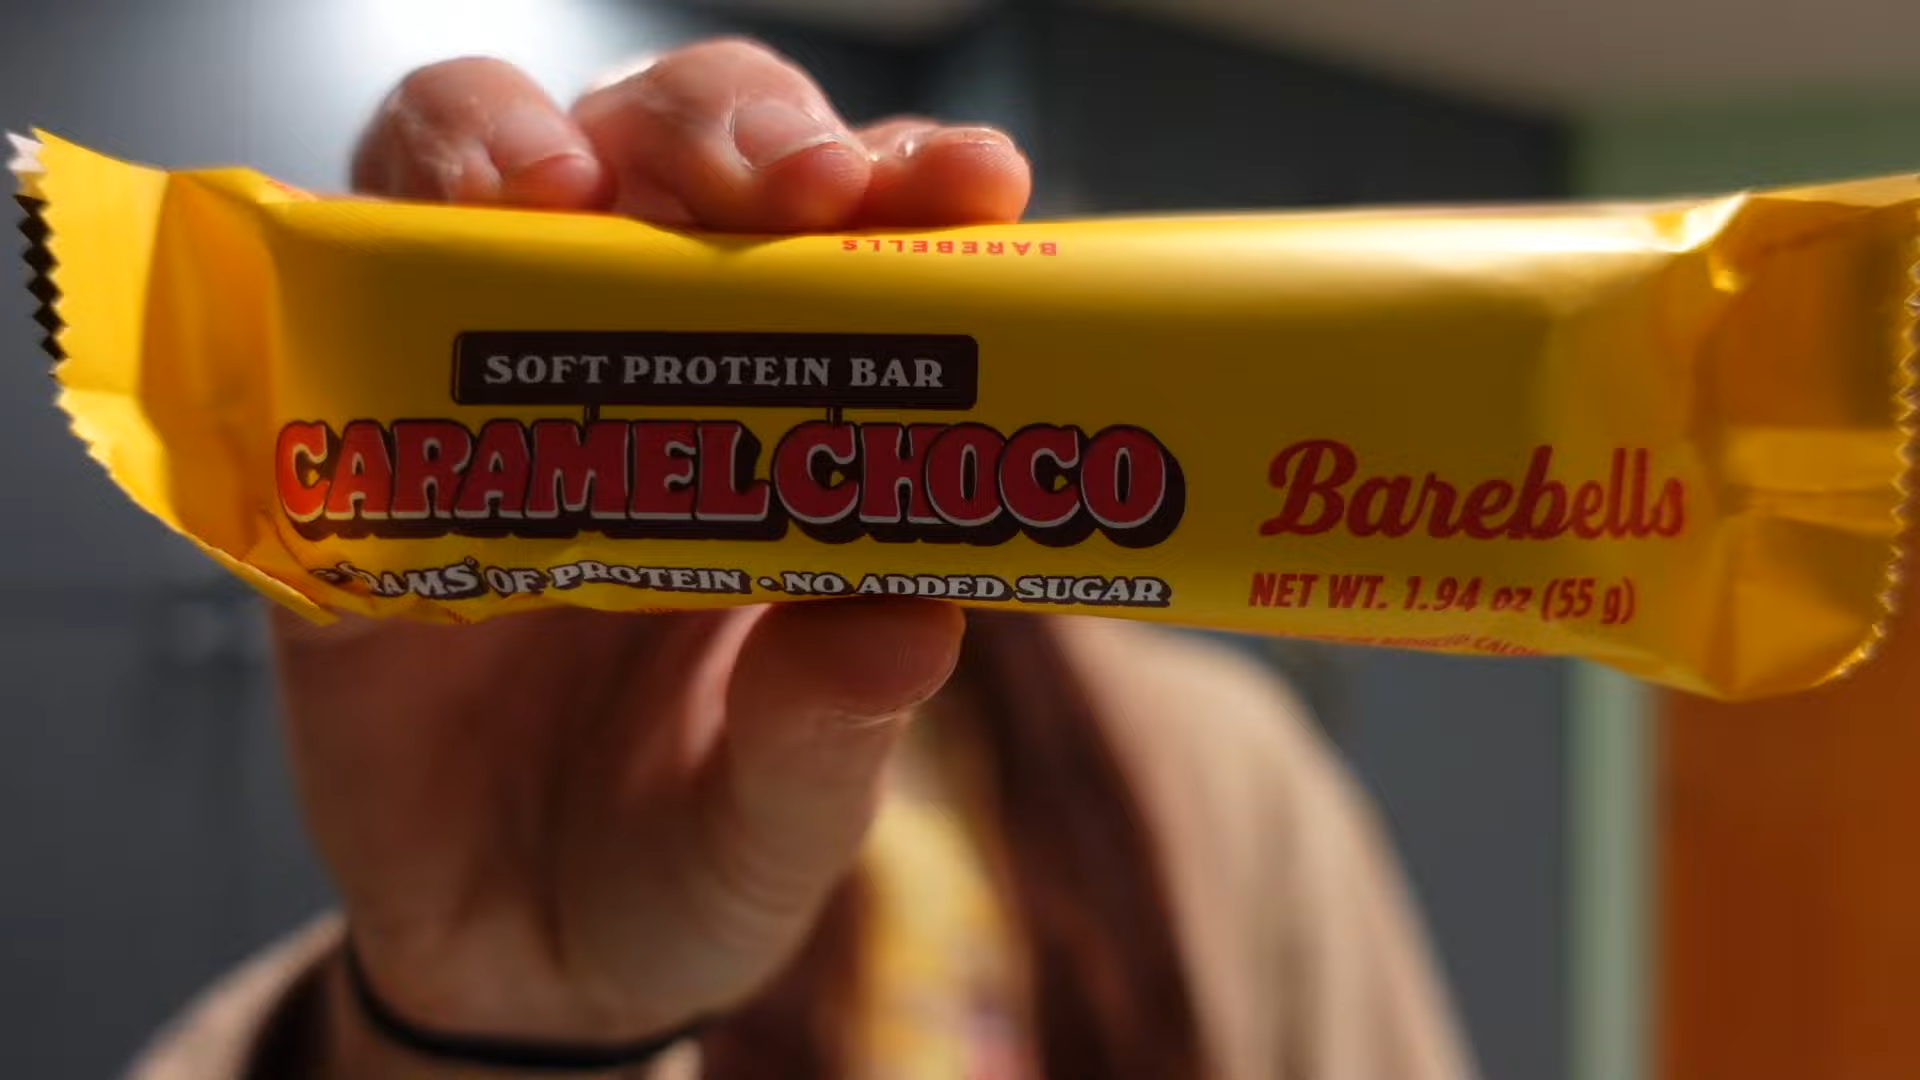 BAREBELLS
SOFT PROTEIN BAR
CARAMEL CHOCO
OF PROTEIN • NO ADDED SUGAR
Barebells
NET WT. 1.94 oz (55 g)